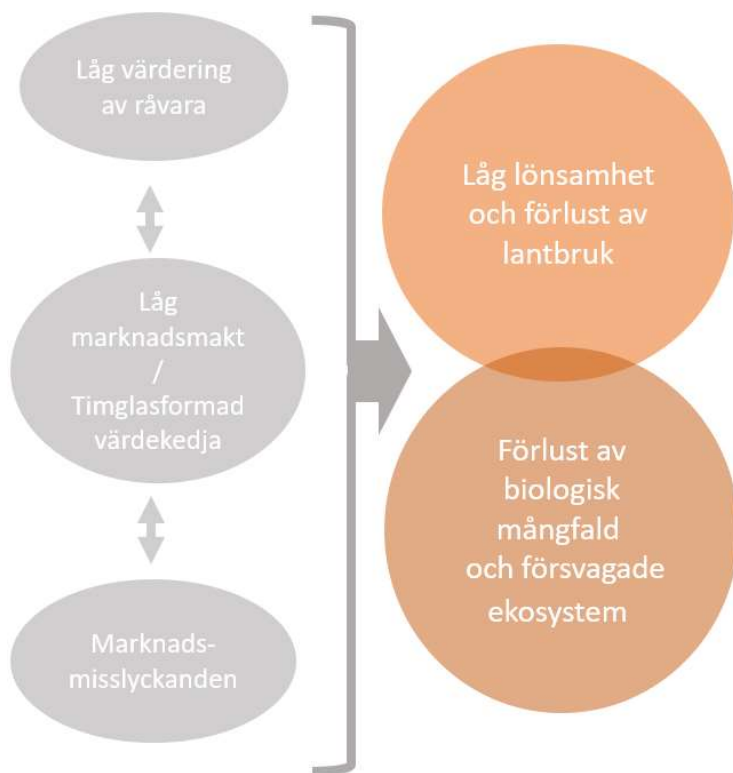 Låg värdering
av råvara
Låg
marknadsmakt
/
Timglasformad
värdekedja
Marknads-
misslyckanden
Låg lönsamhet
och förlust av
lantbruk
Förlust av
biologisk
mångfald
och försvagade
ekosystem